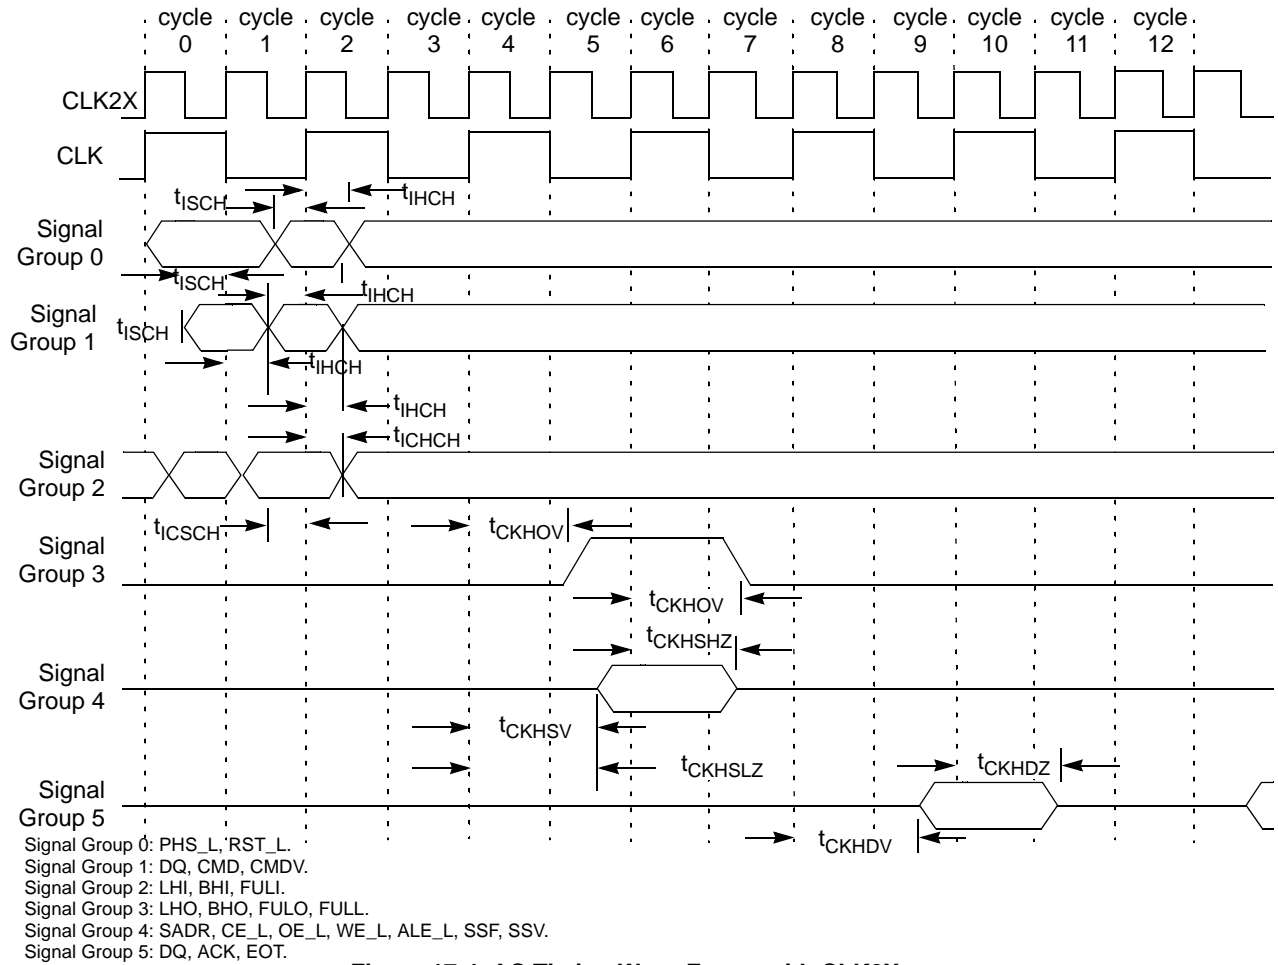 cycle cycle cycle cycle cycle cycle cycle cycle cycle cycle cycle cycle cycle
0 1 2 3 4 5 6 7 8 9 10 11 12
CLK2X
CLK
tISCH tIHCH
Signal
Group 0
tISCH tIHCH
Signal
Group 1
tISCH
tIHCH
tIHCH
tICHCH
Signal
Group 2
tICSCH tCKHOV
Signal
Group 3
tCKHOV
tCKHSHZ
Signal
Group 4
tCKHSV
tCKHSLZ tCKHDZ
Signal
Group 5
tCKHDV
Signal Group 0: PHS_L, RST_L.
Signal Group 1: DQ, CMD, CMDV.
Signal Group 2: LHI, BHI, FULI.
Signal Group 3: LHO, BHO, FULO, FULL.
Signal Group 4: SADR, CE_L, OE_L, WE_L, ALE_L, SSF, SSV.
Signal Group 5: DQ, ACK, EOT.